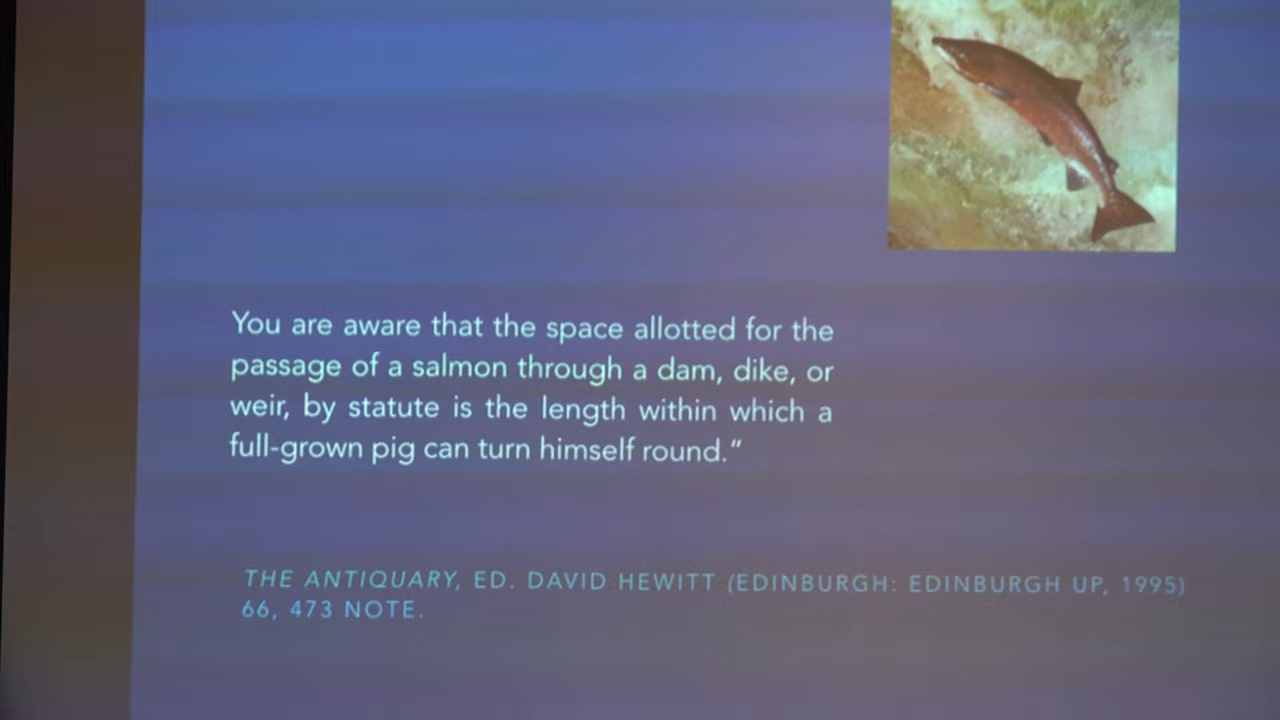 You are aware that the space allotted for the
passage of a salmon through a dam, dike, or
weir, by statute is the length within which a
full-grown pig can turn himself round.”
THE ANTIQUARY, ED. DAVID HEWITT (EDINBURGH: EDINBURGH UP, 1995)
66, 473 NOTE.